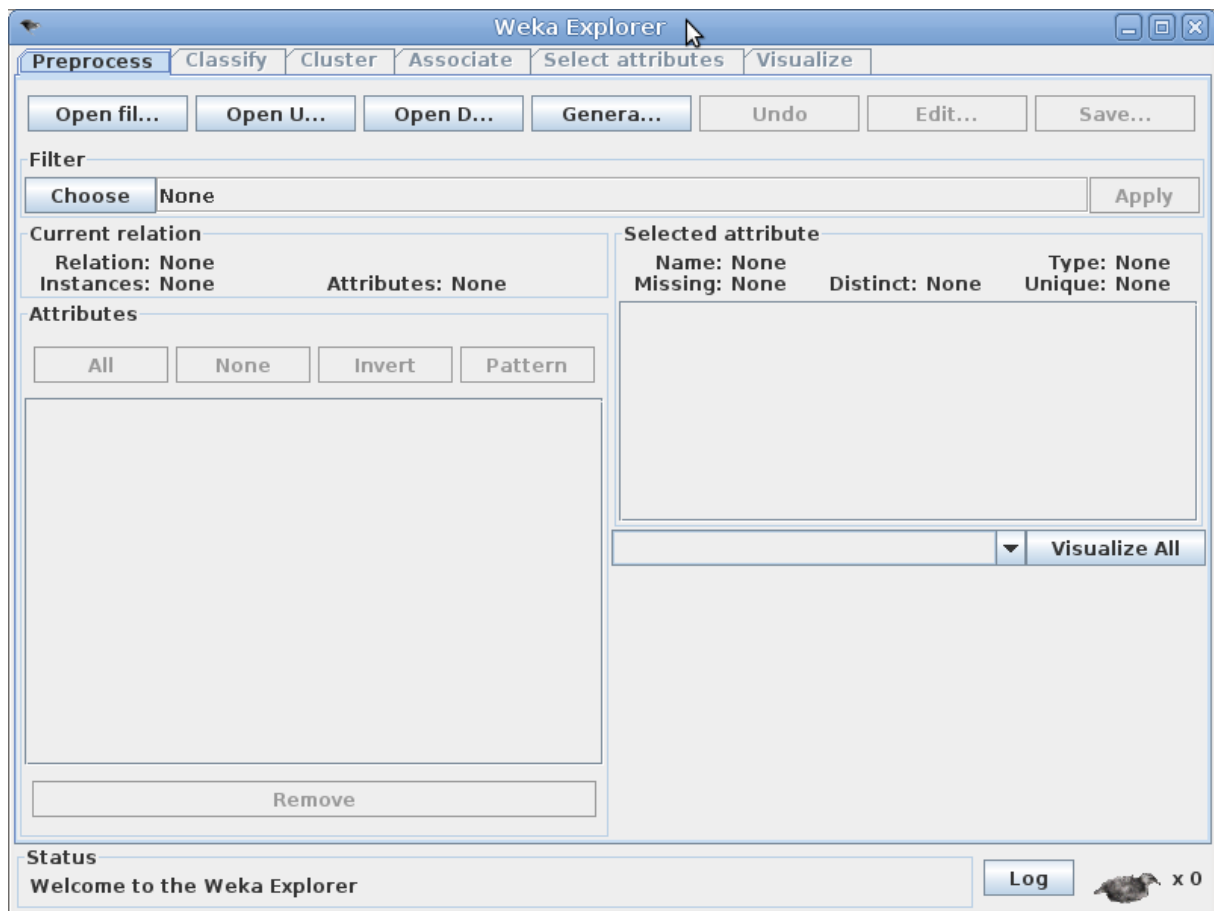 Weka Explorer
Preprocess Classify Cluster Associate Select attributes Visualize
Open fil... Open U... Open D... Genera... Undo Edit... Save...
Filter
Choose None Apply
Current relation
Relation: None
Instances: None Attributes: None
Selected attribute
Name: None Type: None
Missing: None Distinct: None Unique: None
Attributes
All None Invert Pattern
Visualize All
Remove
Status
Welcome to the Weka Explorer
Log x 0